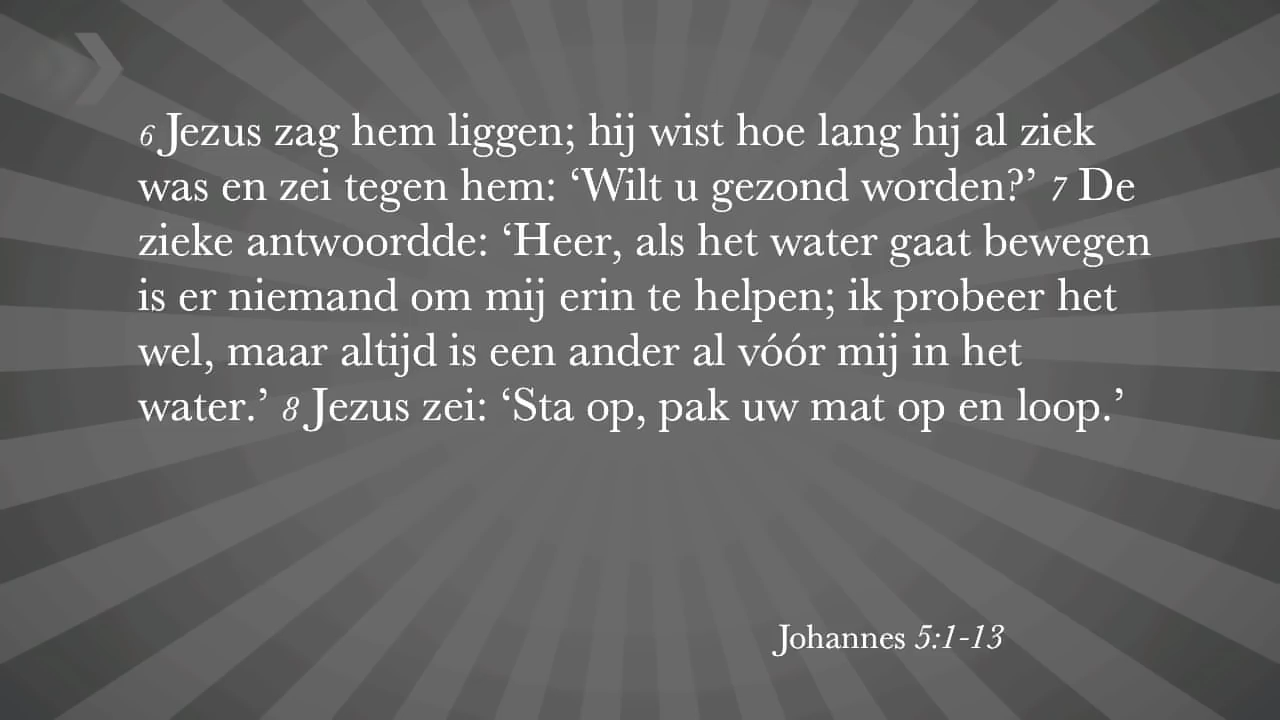 6 Jezus zag hem liggen; hij wist hoe lang hij al ziek
was en zei tegen hem: ‘Wilt u gezond worden?’ 7 De
zieke antwoordde: ‘Heer, als het water gaat bewegen
is er niemand om mij erin te helpen; ik probeer het
wel, maar altijd is een ander al vóór mij in het
water.’ 8 Jezus zei: ‘Sta op, pak uw mat op en loop.’
Johannes 5:1-13